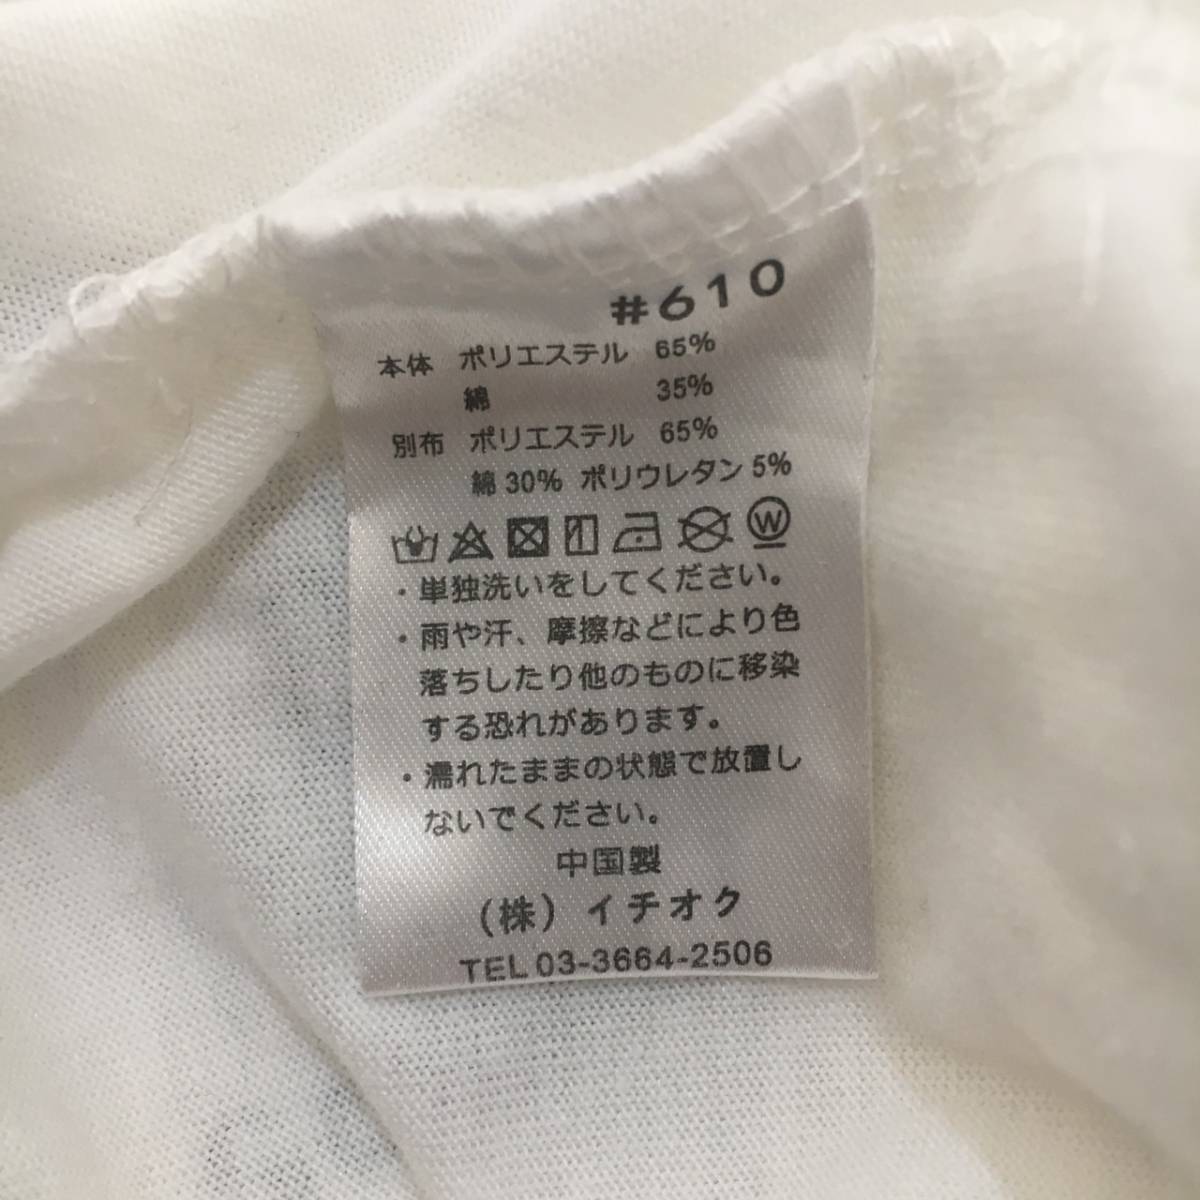 #610
本体 ポリエステル 65%
綿 35%
別布 ポリエステル 65%
綿 30% ポリウレタン 5%
W
・単独洗いをしてください。
・雨や汗、摩擦などにより色
落ちしたり他のものに移染
する恐れがあります。
・濡れたままの状態で放置し
ないでください。
中国製
(株) イチオク
TEL 03-3664-2506